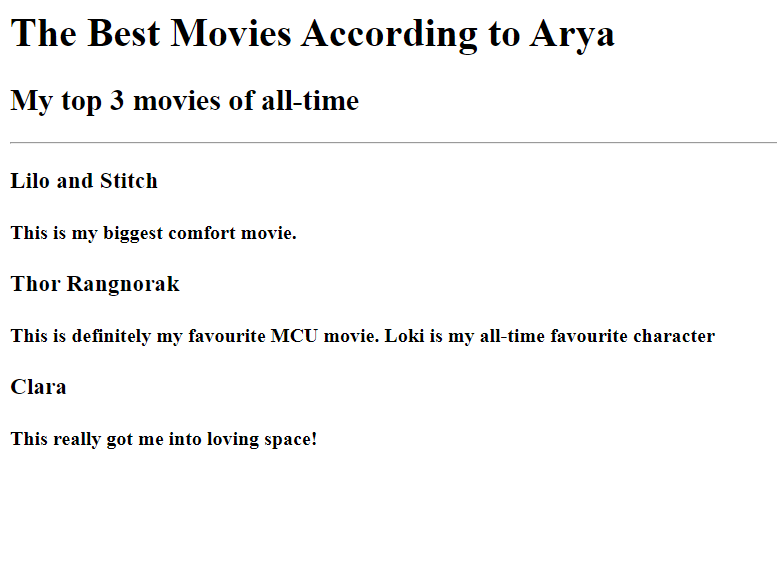 The Best Movies According to Arya
My top 3 movies of all-time
Lilo and Stitch
This is my biggest comfort movie.
Thor Rangnorak
This is definitely my favourite MCU movie. Loki is my all-time favourite character
Clara
This really got me into loving space!